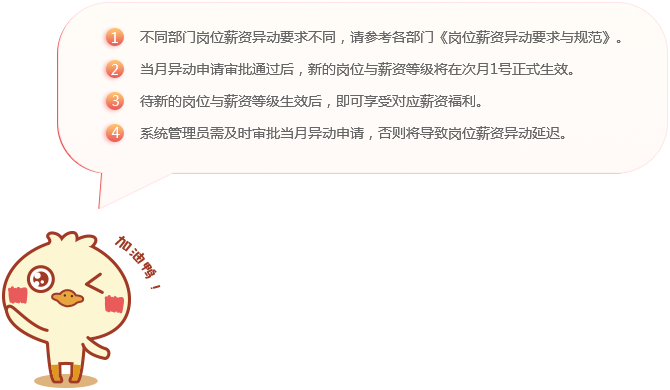 1 不同部门岗位薪资异动要求不同，请参考各部门《岗位薪资异动要求与规范》。
2 当月异动申请审批通过后，新的岗位与薪资等级将在次月1号正式生效。
3 待新的岗位与薪资等级生效后，即可享受对应薪资福利。
4 系统管理员需及时审批当月异动申请，否则将导致岗位薪资异动延迟。
加油鸭！